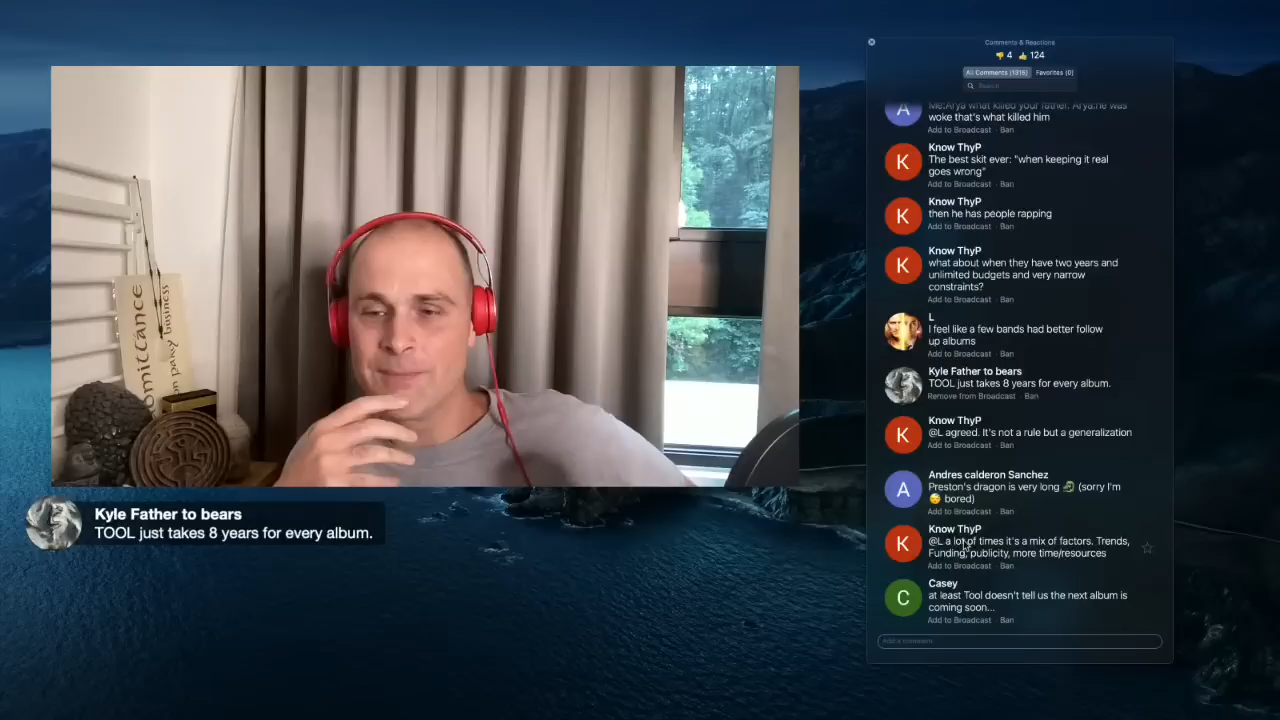 Comments & Reactions
👎 4 👍 124
All Comments (1316) Favorites (0)
Search
A
Me:Arya what killed your father. Arya:he was
woke that's what killed him
Add to Broadcast · Ban
K
Know ThyP
The best skit ever: "when keeping it real
goes wrong"
Add to Broadcast · Ban
K
Know ThyP
then he has people rapping
Add to Broadcast · Ban
K
Know ThyP
what about when they have two years and
unlimited budgets and very narrow
constraints?
Add to Broadcast · Ban
L
I feel like a few bands had better follow
up albums
Add to Broadcast · Ban
Kyle Father to bears
TOOL just takes 8 years for every album.
Remove from Broadcast · Ban
K
Know ThyP
@L agreed. It's not a rule but a generalization
Add to Broadcast · Ban
A
Andres calderon Sanchez
Preston's dragon is very long 🐉 (sorry I'm
😴 bored)
Add to Broadcast · Ban
K
Know ThyP
@L a lot of times it's a mix of factors. Trends,
Funding, publicity, more time/resources
Add to Broadcast · Ban
C
Casey
at least Tool doesn't tell us the next album is
coming soon...
Add to Broadcast · Ban
Add a comment
omittance
paky business
Kyle Father to bears
TOOL just takes 8 years for every album.